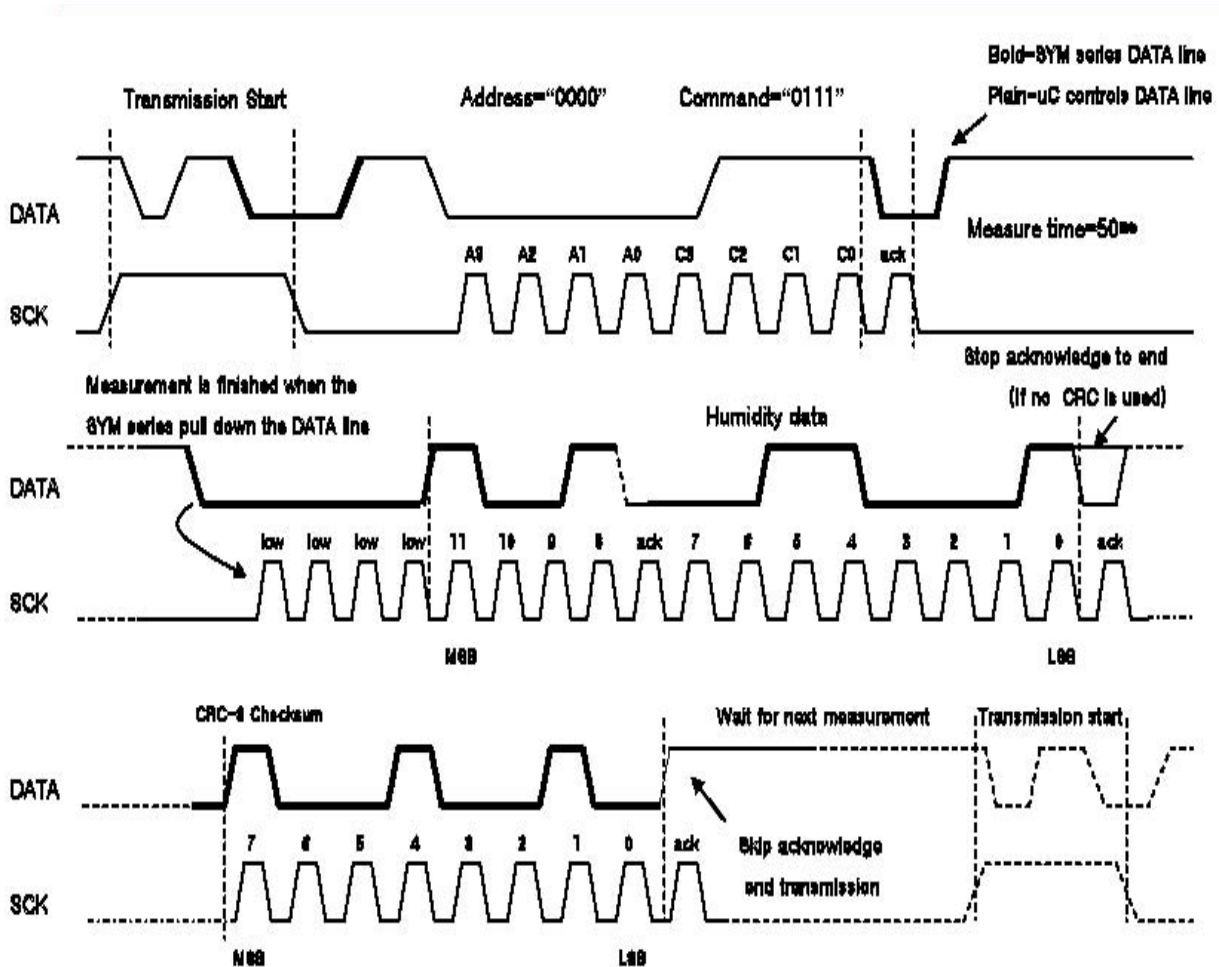 Bold-SYM series DATA line
Transmission Start Address="0000" Command="0111" Plain-uC controls DATA line
DATA
Measure time=50
A3 A2 A1 A0 C3 C2 C1 C0 ack
SCK
Measurement is finished when the
SYM series pull down the DATA line
Stop acknowledge to end
(If no CRC is used)
Humidity data
DATA
low low low low 11 10 9 8 ack 7 6 5 4 3 2 1 0 ack
SCK
MSB LSB
CRC-8 Checksum Wait for next measurement Transmission start
DATA
7 6 5 4 3 2 1 0 ack
Skip acknowledge
end transmission
SCK
MSB LSB